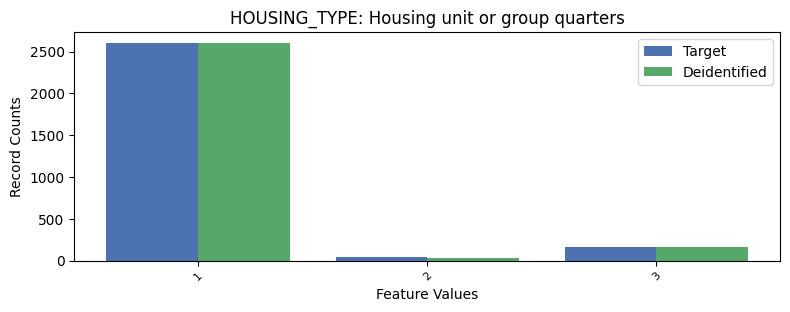 HOUSING_TYPE: Housing unit or group quarters
Record Counts
2500
2000
1500
1000
500
0
Target
Deidentified
1
2
3
Feature Values